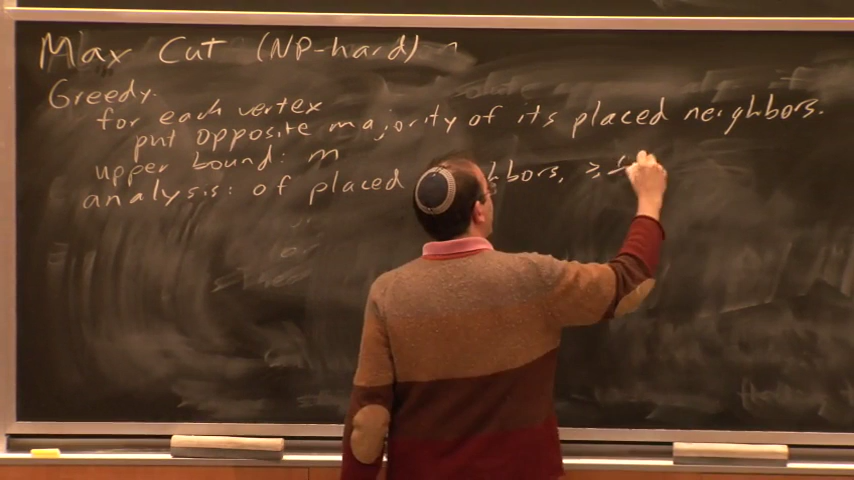 Max Cut (NP-hard)
Greedy.
for each vertex
put opposite majority of its placed neighbors.
upper bound: m
analysis: of placed hbors, ≥